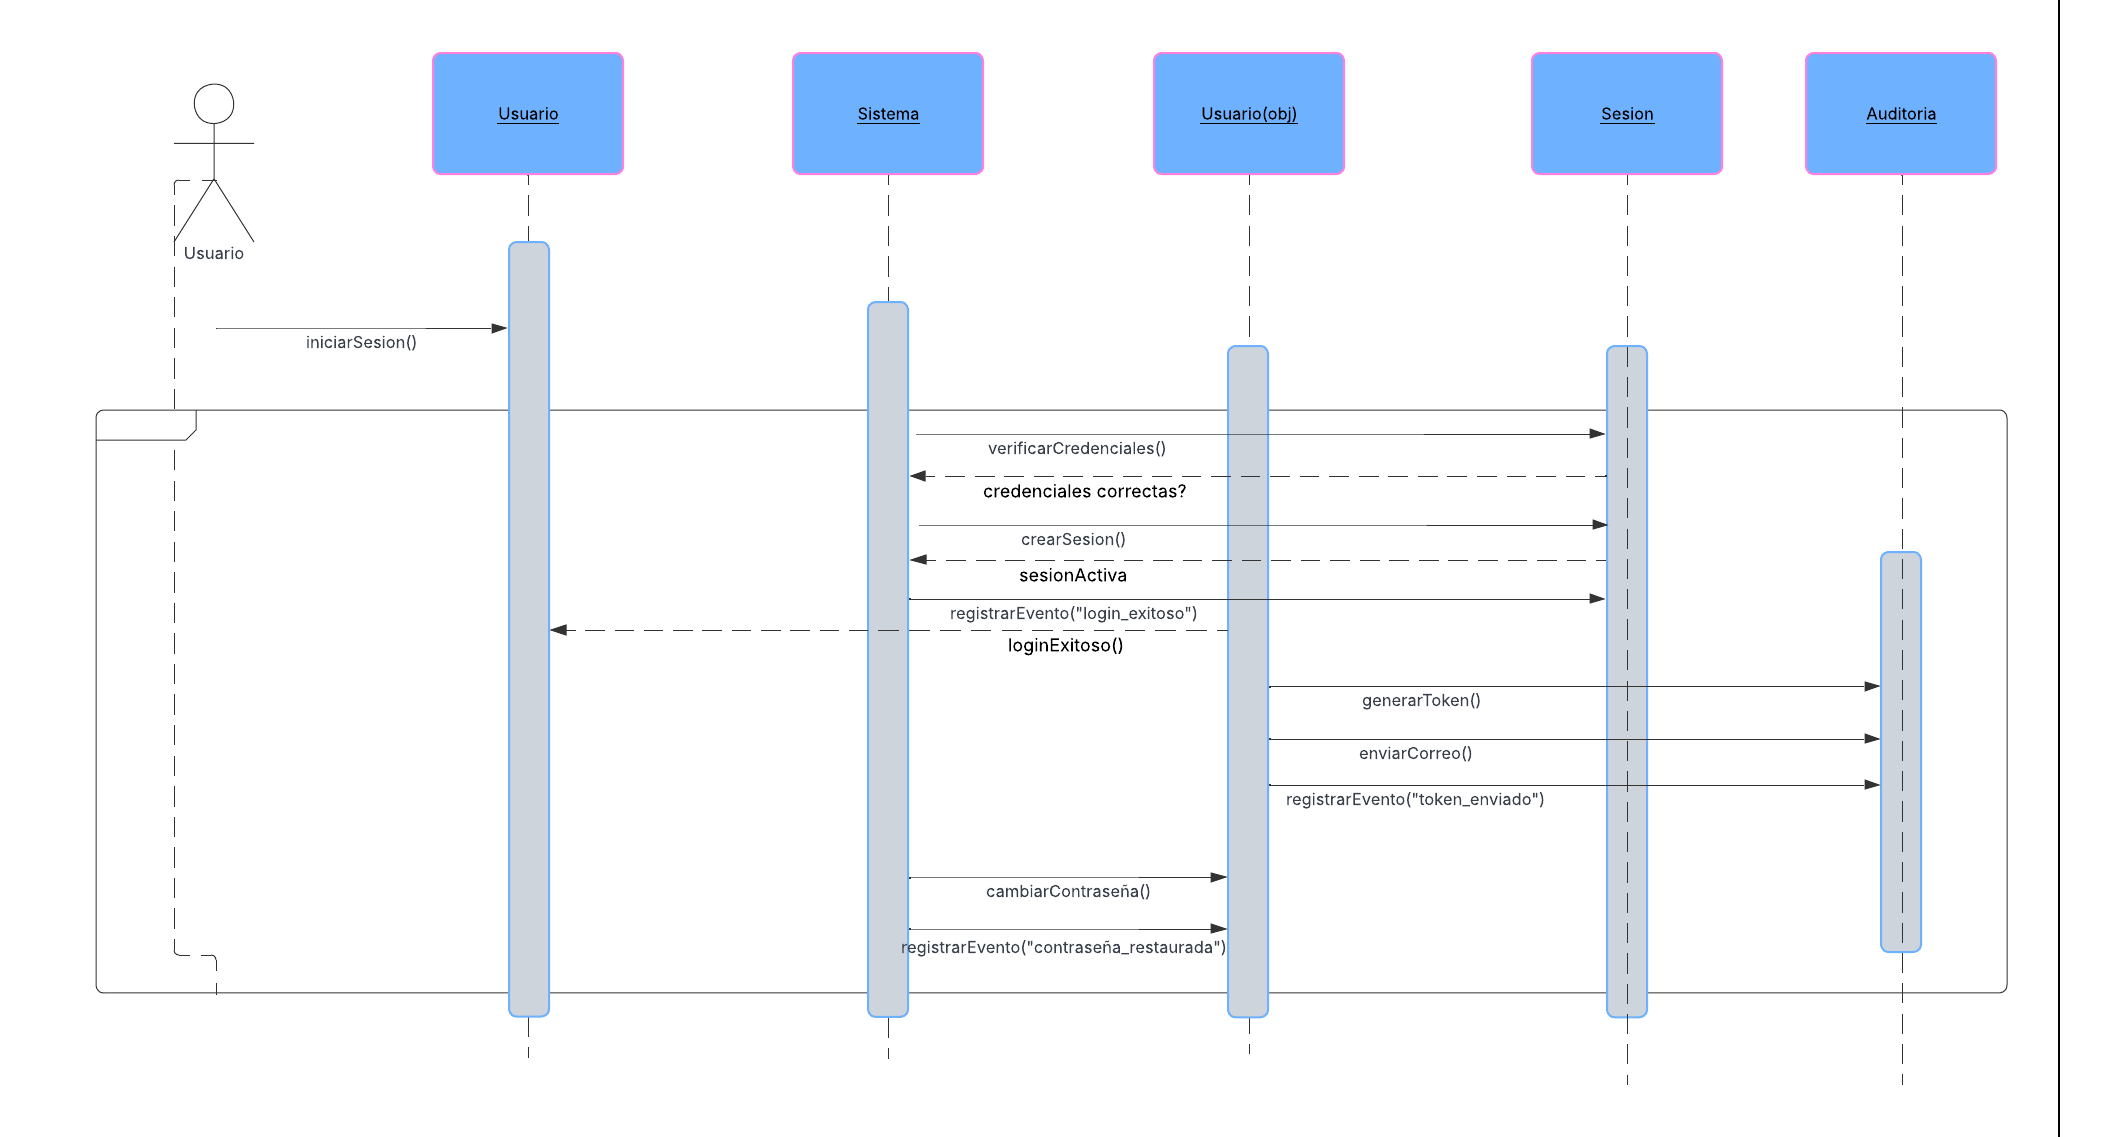 Usuario
Sistema
Usuario(obj)
Sesion
Auditoria
Usuario
iniciarSesion()
verificarCredenciales()
credenciales correctas?
crearSesion()
sesionActiva
registrarEvento("login_exitoso")
loginExitoso()
generarToken()
enviarCorreo()
registrarEvento("token_enviado")
cambiarContraseña()
registrarEvento("contraseña_restaurada")